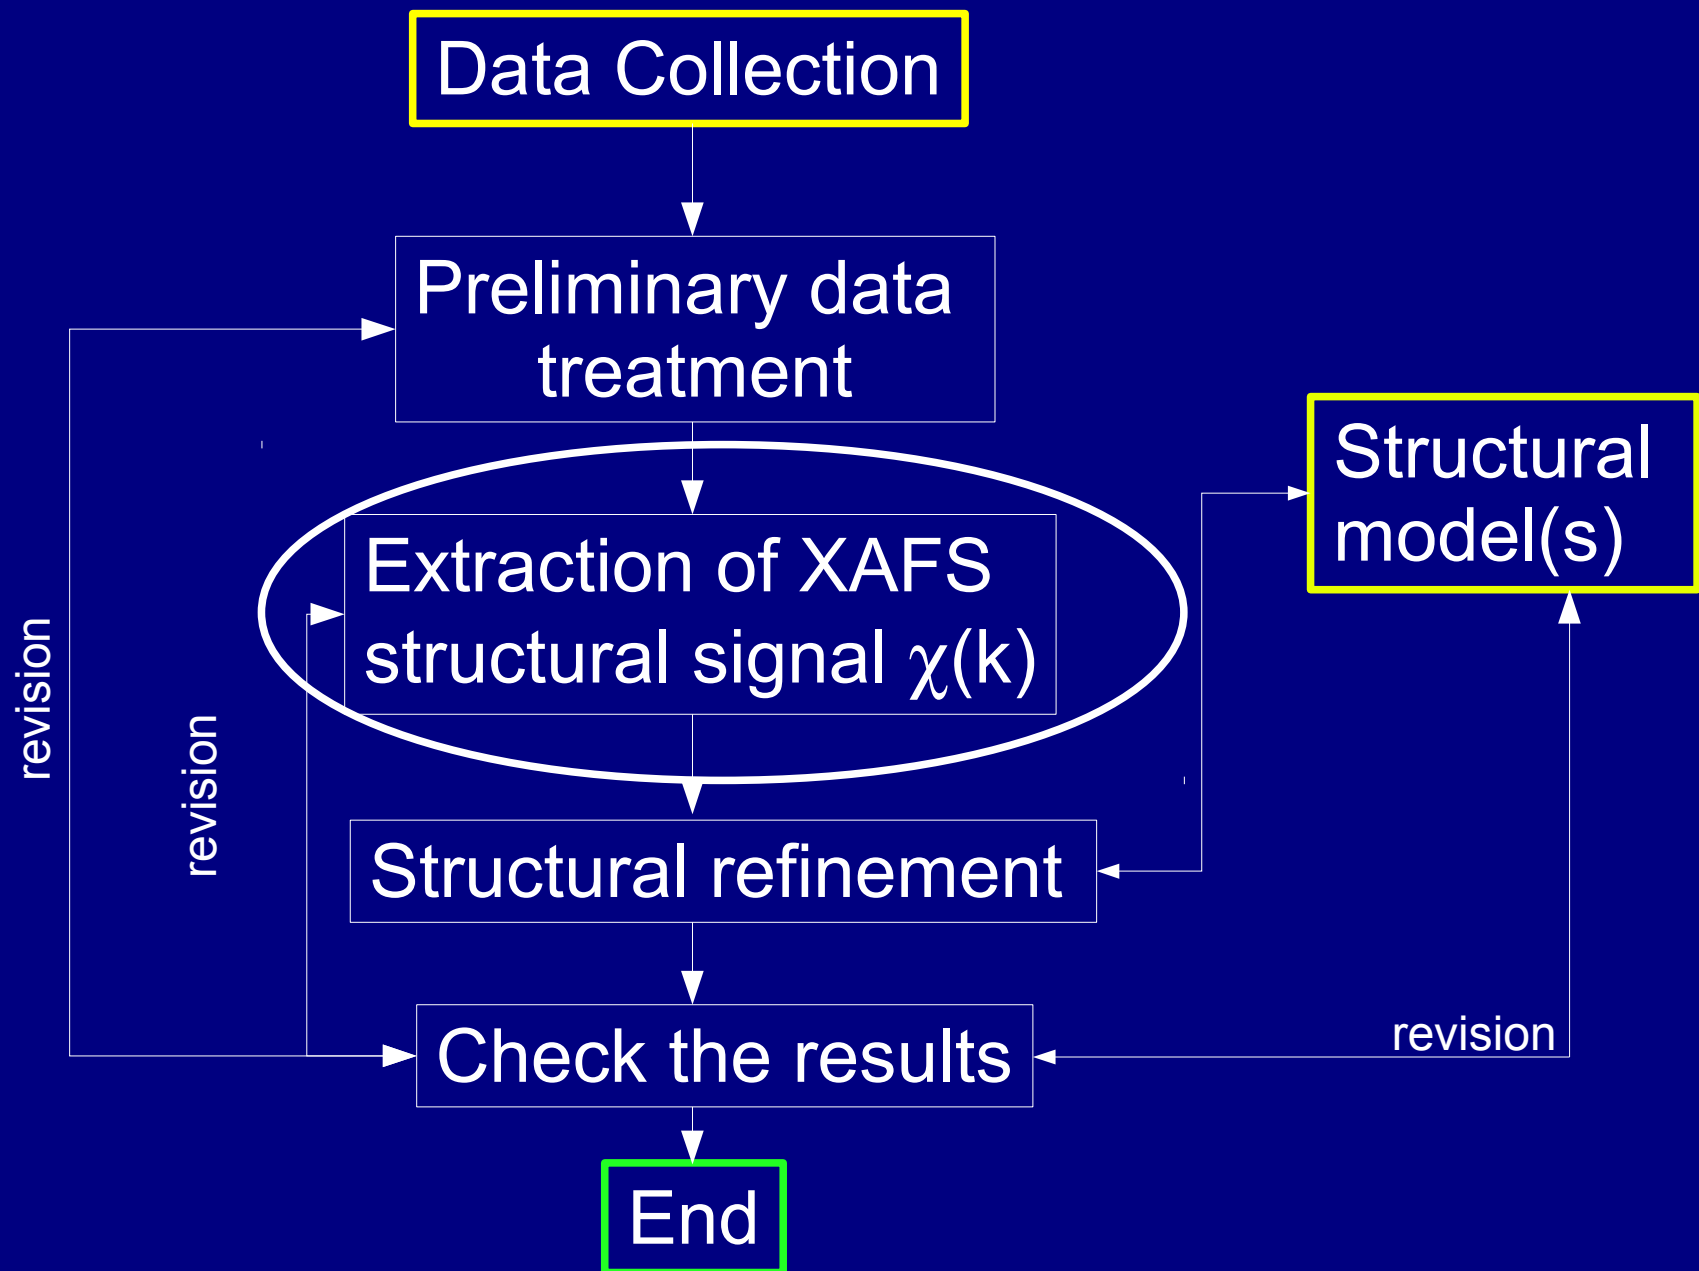 Data Collection
Preliminary data
treatment
Structural
model(s)
Extraction of XAFS
structural signal χ(k)
revision
revision
Structural refinement
Check the results
revision
End